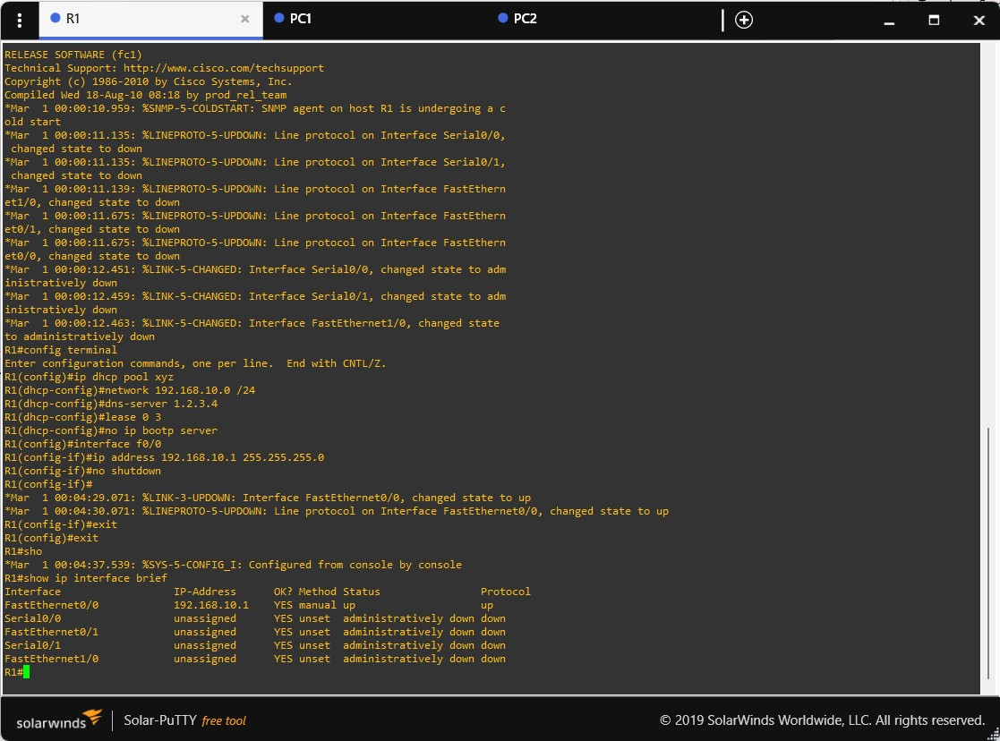 R1 × PC1 PC2
RELEASE SOFTWARE (fc1)
Technical Support: http://www.cisco.com/techsupport
Copyright (c) 1986-2010 by Cisco Systems, Inc.
Compiled Wed 18-Aug-10 08:18 by prod_rel_team
*Mar  1 00:00:10.959: %SNMP-5-COLDSTART: SNMP agent on host R1 is undergoing a c
old start
*Mar  1 00:00:11.135: %LINEPROTO-5-UPDOWN: Line protocol on Interface Serial0/0,
 changed state to down
*Mar  1 00:00:11.135: %LINEPROTO-5-UPDOWN: Line protocol on Interface Serial0/1,
 changed state to down
*Mar  1 00:00:11.139: %LINEPROTO-5-UPDOWN: Line protocol on Interface FastEthern
et1/0, changed state to down
*Mar  1 00:00:11.675: %LINEPROTO-5-UPDOWN: Line protocol on Interface FastEthern
et0/1, changed state to down
*Mar  1 00:00:11.675: %LINEPROTO-5-UPDOWN: Line protocol on Interface FastEthern
et0/0, changed state to down
*Mar  1 00:00:12.451: %LINK-5-CHANGED: Interface Serial0/0, changed state to adm
inistratively down
*Mar  1 00:00:12.459: %LINK-5-CHANGED: Interface Serial0/1, changed state to adm
inistratively down
*Mar  1 00:00:12.463: %LINK-5-CHANGED: Interface FastEthernet1/0, changed state
to administratively down
R1#config terminal
Enter configuration commands, one per line.  End with CNTL/Z.
R1(config)#ip dhcp pool xyz
R1(dhcp-config)#network 192.168.10.0 /24
R1(dhcp-config)#dns-server 1.2.3.4
R1(dhcp-config)#lease 0 3
R1(dhcp-config)#no ip bootp server
R1(config)#interface f0/0
R1(config-if)#ip address 192.168.10.1 255.255.255.0
R1(config-if)#no shutdown
R1(config-if)#
*Mar  1 00:04:29.071: %LINK-3-UPDOWN: Interface FastEthernet0/0, changed state to up
*Mar  1 00:04:30.071: %LINEPROTO-5-UPDOWN: Line protocol on Interface FastEthernet0/0, changed state to up
R1(config-if)#exit
R1(config)#exit
R1#sho
*Mar  1 00:04:37.539: %SYS-5-CONFIG_I: Configured from console by console
R1#show ip interface brief
Interface                  IP-Address      OK? Method Status                Protocol
FastEthernet0/0            192.168.10.1    YES manual up                    up
Serial0/0                  unassigned      YES unset  administratively down down
FastEthernet0/1            unassigned      YES unset  administratively down down
Serial0/1                  unassigned      YES unset  administratively down down
FastEthernet1/0            unassigned      YES unset  administratively down down
R1#
solarwinds Solar-PuTTY free tool © 2019 SolarWinds Worldwide, LLC. All rights reserved.